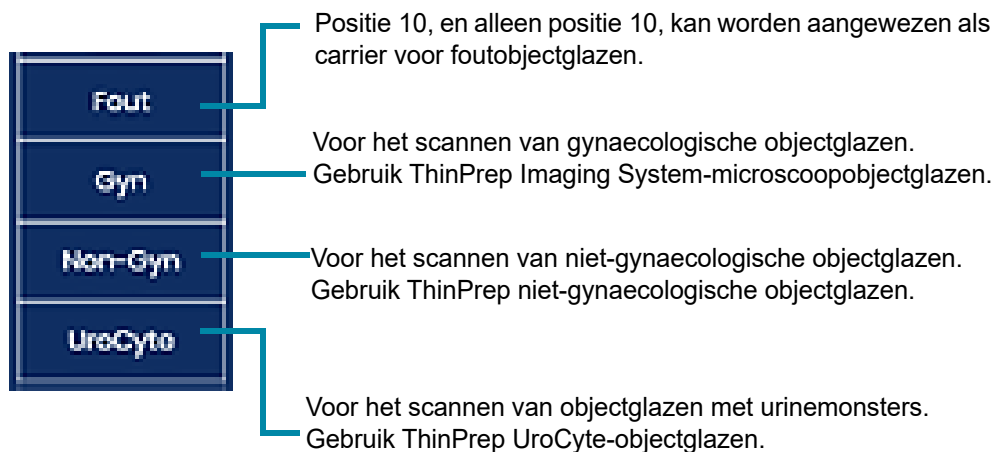 Positie 10, en alleen positie 10, kan worden aangewezen als
carrier voor foutobjectglazen.
Fout
Voor het scannen van gynaecologische objectglazen.
Gebruik ThinPrep Imaging System-microscoopobjectglazen.
Gyn
Voor het scannen van niet-gynaecologische objectglazen.
Gebruik ThinPrep niet-gynaecologische objectglazen.
Non-Gyn
UroCyte
Voor het scannen van objectglazen met urinemonsters.
Gebruik ThinPrep UroCyte-objectglazen.